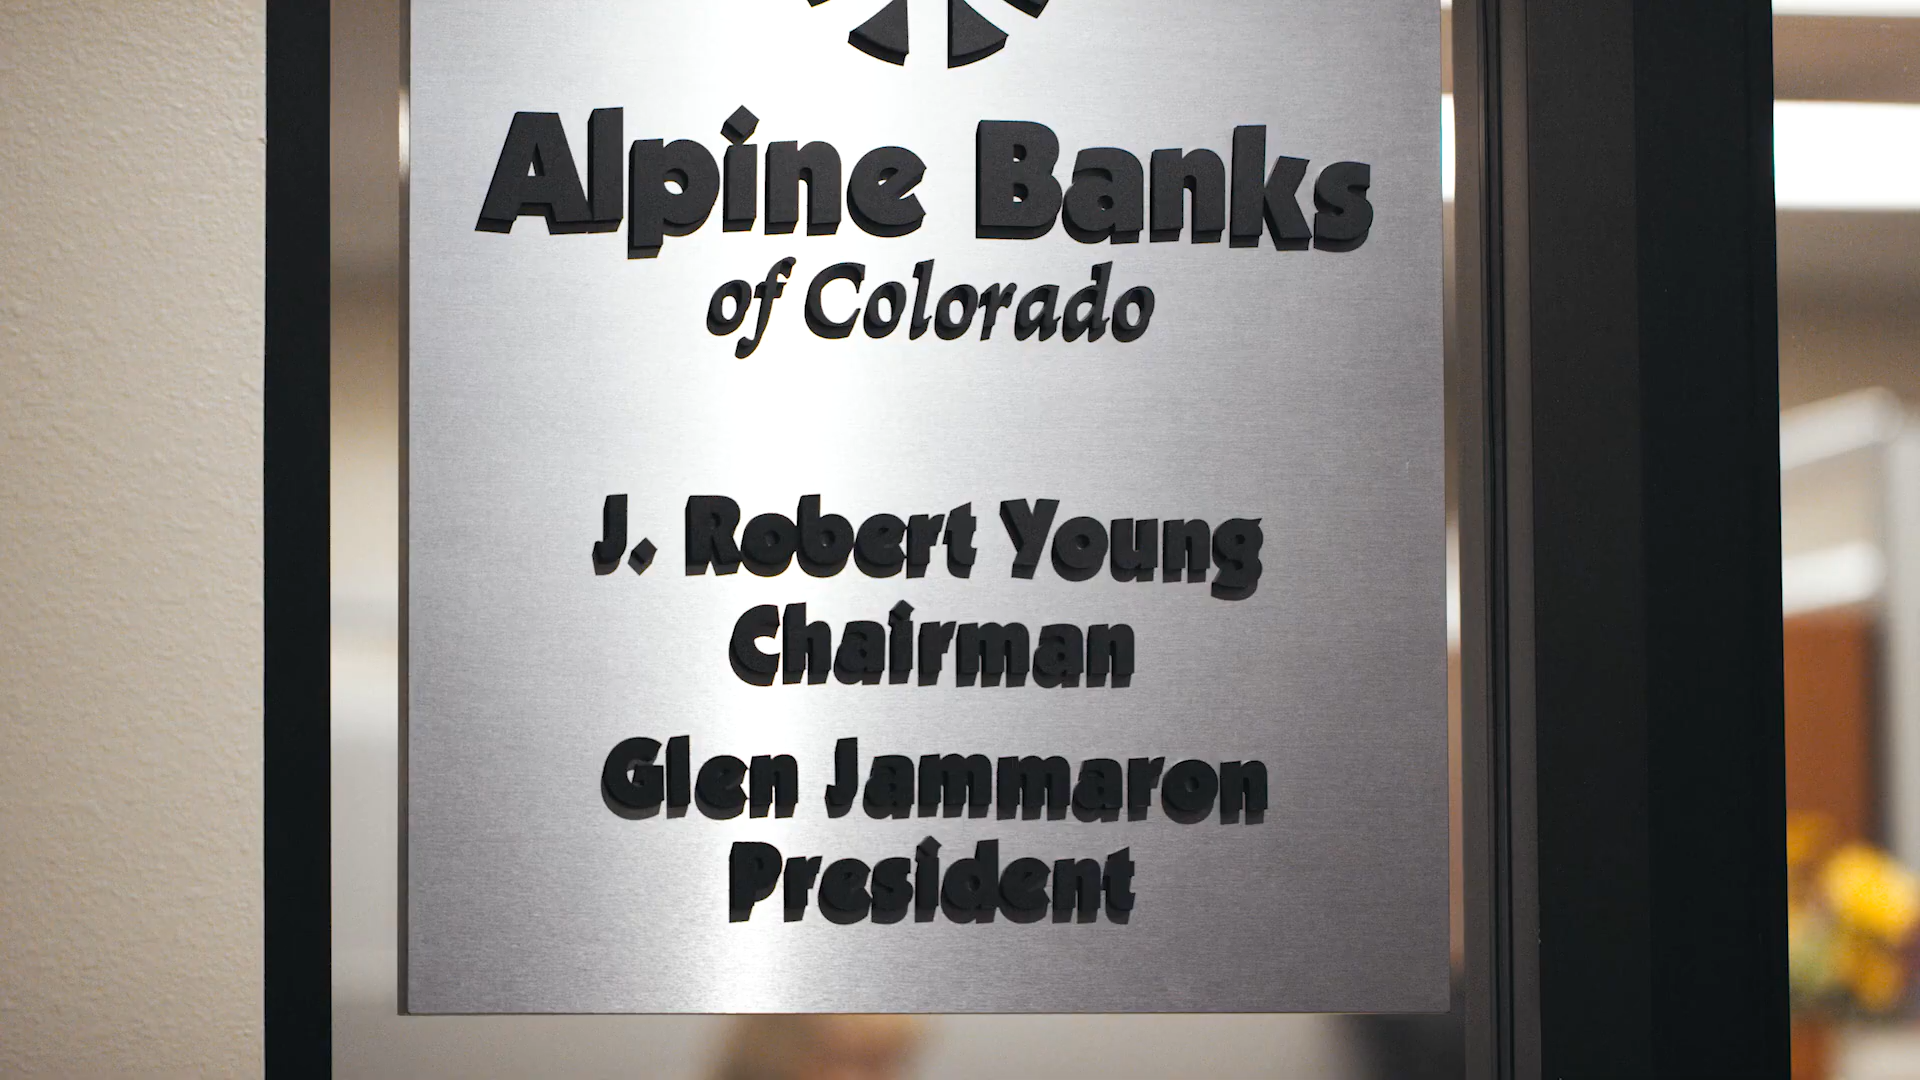 Alpine Banks
of Colorado
J. Robert Young
Chairman
Glen Jammaron
President